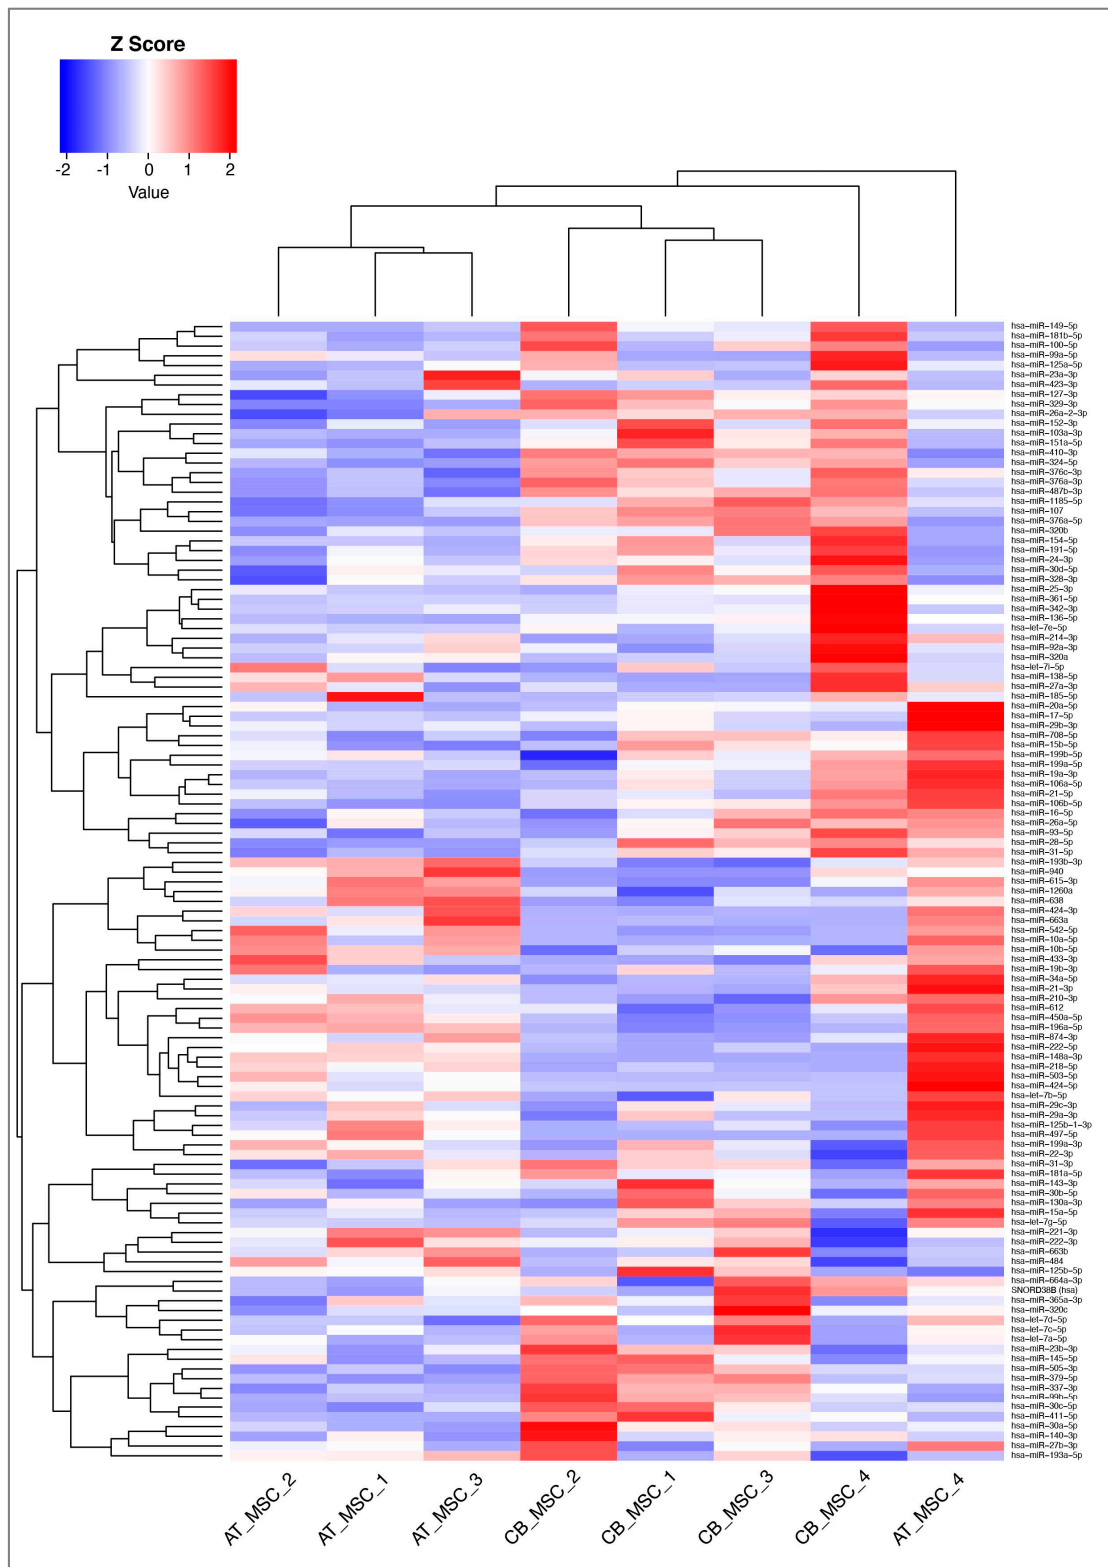 Z Score
-2 -1 0 1 2
Value
hsa−miR−149−5p
hsa−miR−181b−5p
hsa−miR−100−5p
hsa−miR−99a−5p
hsa−miR−125a−5p
hsa−miR−23a−3p
hsa−miR−423−3p
hsa−miR−127−3p
hsa−miR−329−3p
hsa−miR−26a−2−3p
hsa−miR−152−3p
hsa−miR−103a−3p
hsa−miR−151a−5p
hsa−miR−410−3p
hsa−miR−324−5p
hsa−miR−376c−3p
hsa−miR−376a−3p
hsa−miR−487b−3p
hsa−miR−1185−5p
hsa−miR−107
hsa−miR−376a−5p
hsa−miR−320b
hsa−miR−154−5p
hsa−miR−191−5p
hsa−miR−24−3p
hsa−miR−30d−5p
hsa−miR−328−3p
hsa−miR−25−3p
hsa−miR−361−5p
hsa−miR−342−3p
hsa−miR−136−5p
hsa−let−7e−5p
hsa−miR−214−3p
hsa−miR−92a−3p
hsa−miR−320a
hsa−let−7i−5p
hsa−miR−138−5p
hsa−miR−27a−3p
hsa−miR−185−5p
hsa−miR−20a−5p
hsa−miR−17−5p
hsa−miR−29b−3p
hsa−miR−708−5p
hsa−miR−15b−5p
hsa−miR−199b−5p
hsa−miR−199a−5p
hsa−miR−19a−3p
hsa−miR−106a−5p
hsa−miR−21−5p
hsa−miR−106b−5p
hsa−miR−16−5p
hsa−miR−26a−5p
hsa−miR−93−5p
hsa−miR−28−5p
hsa−miR−31−5p
hsa−miR−193b−3p
hsa−miR−940
hsa−miR−615−3p
hsa−miR−1260a
hsa−miR−638
hsa−miR−424−3p
hsa−miR−663a
hsa−miR−542−5p
hsa−miR−10a−5p
hsa−miR−10b−5p
hsa−miR−433−3p
hsa−miR−19b−3p
hsa−miR−34a−5p
hsa−miR−21−3p
hsa−miR−210−3p
hsa−miR−612
hsa−miR−450a−5p
hsa−miR−196a−5p
hsa−miR−874−3p
hsa−miR−222−5p
hsa−miR−148a−3p
hsa−miR−218−5p
hsa−miR−503−5p
hsa−miR−424−5p
hsa−let−7b−5p
hsa−miR−29c−3p
hsa−miR−29a−3p
hsa−miR−125b−1−3p
hsa−miR−497−5p
hsa−miR−199a−3p
hsa−miR−22−3p
hsa−miR−31−3p
hsa−miR−181a−5p
hsa−miR−143−3p
hsa−miR−30b−5p
hsa−miR−130a−3p
hsa−miR−15a−5p
hsa−let−7g−5p
hsa−miR−221−3p
hsa−miR−222−3p
hsa−miR−663b
hsa−miR−484
hsa−miR−125b−5p
hsa−miR−664a−3p
SNORD38B (hsa)
hsa−miR−365a−3p
hsa−miR−320c
hsa−let−7d−5p
hsa−let−7c−5p
hsa−let−7a−5p
hsa−miR−23b−3p
hsa−miR−145−5p
hsa−miR−505−3p
hsa−miR−379−5p
hsa−miR−337−3p
hsa−miR−99b−5p
hsa−miR−30c−5p
hsa−miR−411−5p
hsa−miR−30a−5p
hsa−miR−140−3p
hsa−miR−27b−3p
hsa−miR−193a−5p
AT_MSC_2 AT_MSC_1 AT_MSC_3 CB_MSC_2 CB_MSC_1 CB_MSC_3 CB_MSC_4 AT_MSC_4